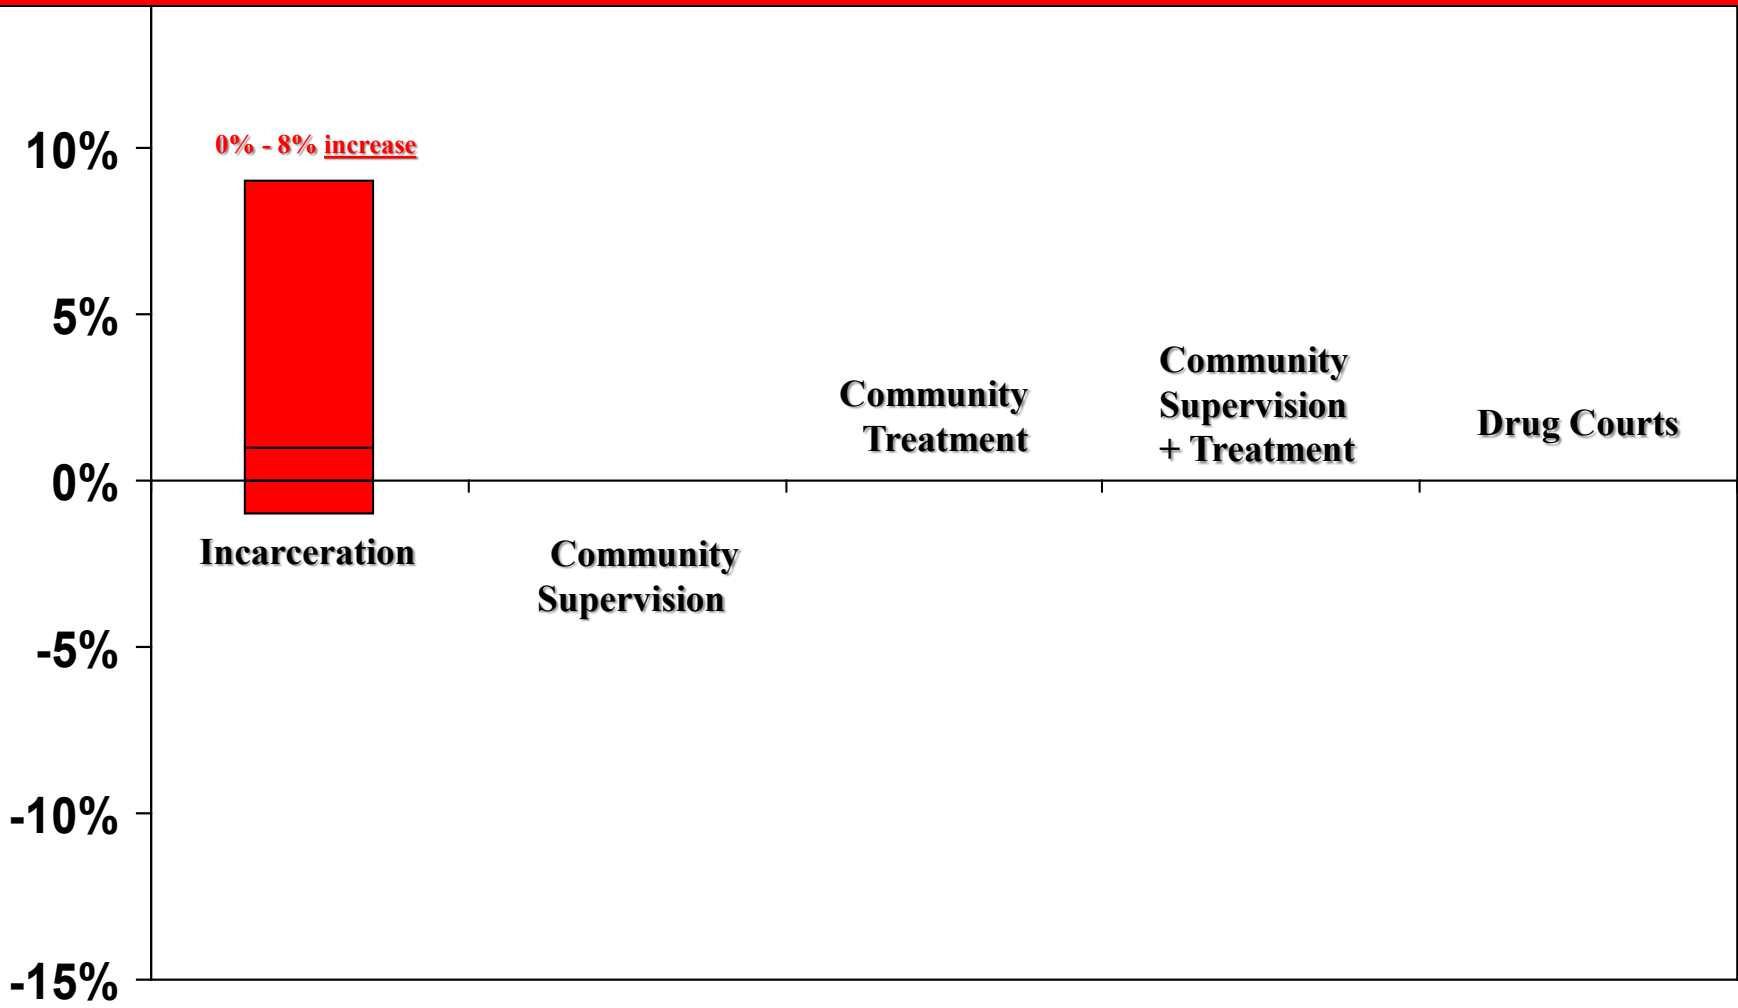 10%
5%
0%
-5%
-10%
-15%
0% - 8% increase
Incarceration
Community
Supervision
Community
Treatment
Community
Supervision
+ Treatment
Drug Courts